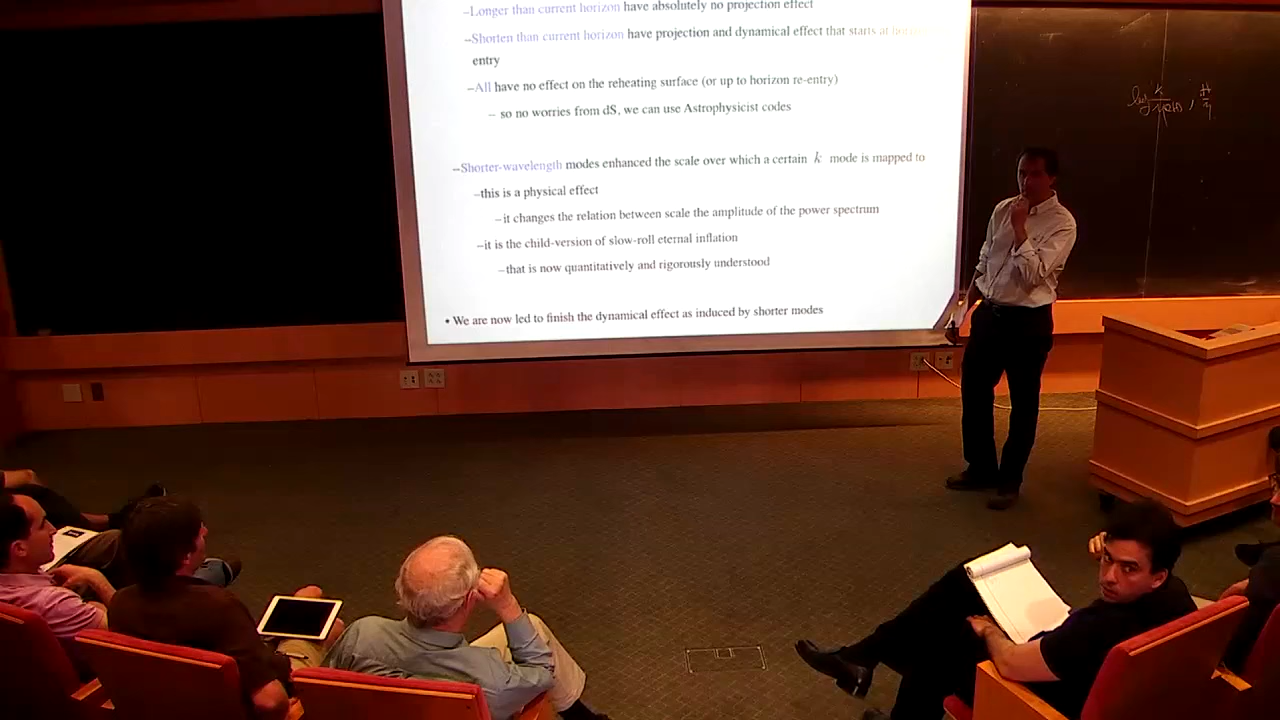 –Longer than current horizon have absolutely no projection effect
–Shorten than current horizon have projection and dynamical effect that starts at
entry
–All have no effect on the reheating surface (or up to horizon re-entry)
– so no worries from dS, we can use Astrophysicist codes
–Shorter-wavelength modes enhanced the scale over which a certain k mode is mapped to
–this is a physical effect
–it changes the relation between scale the amplitude of the power spectrum
–it is the child-version of slow-roll eternal inflation
–that is now quantitatively and rigorously understood
• We are now led to finish the dynamical effect as induced by shorter modes